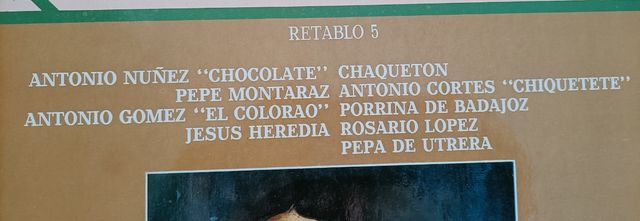 RETABLO 5
ANTONIO NUÑEZ "CHOCOLATE"
PEPE MONTARAZ
ANTONIO GOMEZ "EL COLORAO"
JESUS HEREDIA
CHAQUETON
ANTONIO CORTES "CHIQUETETE"
PORRINA DE BADAJOZ
ROSARIO LOPEZ
PEPA DE UTRERA